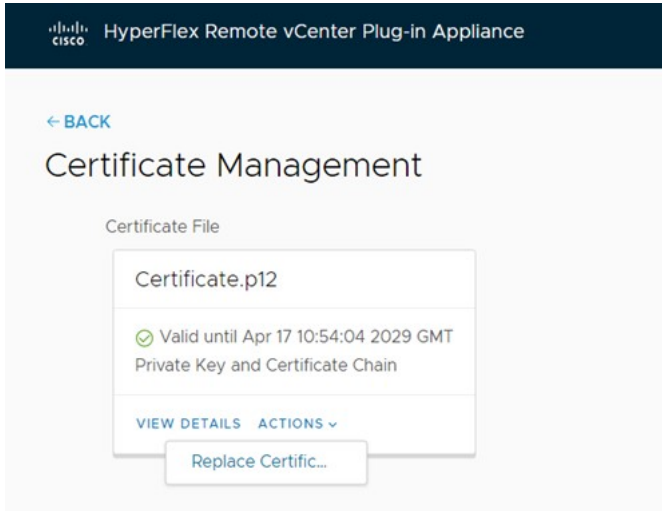 CISCO HyperFlex Remote vCenter Plug-in Appliance
←BACK
Certificate Management
Certificate File
Certificate.p12
Valid until Apr 17 10:54:04 2029 GMT
Private Key and Certificate Chain
VIEW DETAILS ACTIONS
Replace Certific...